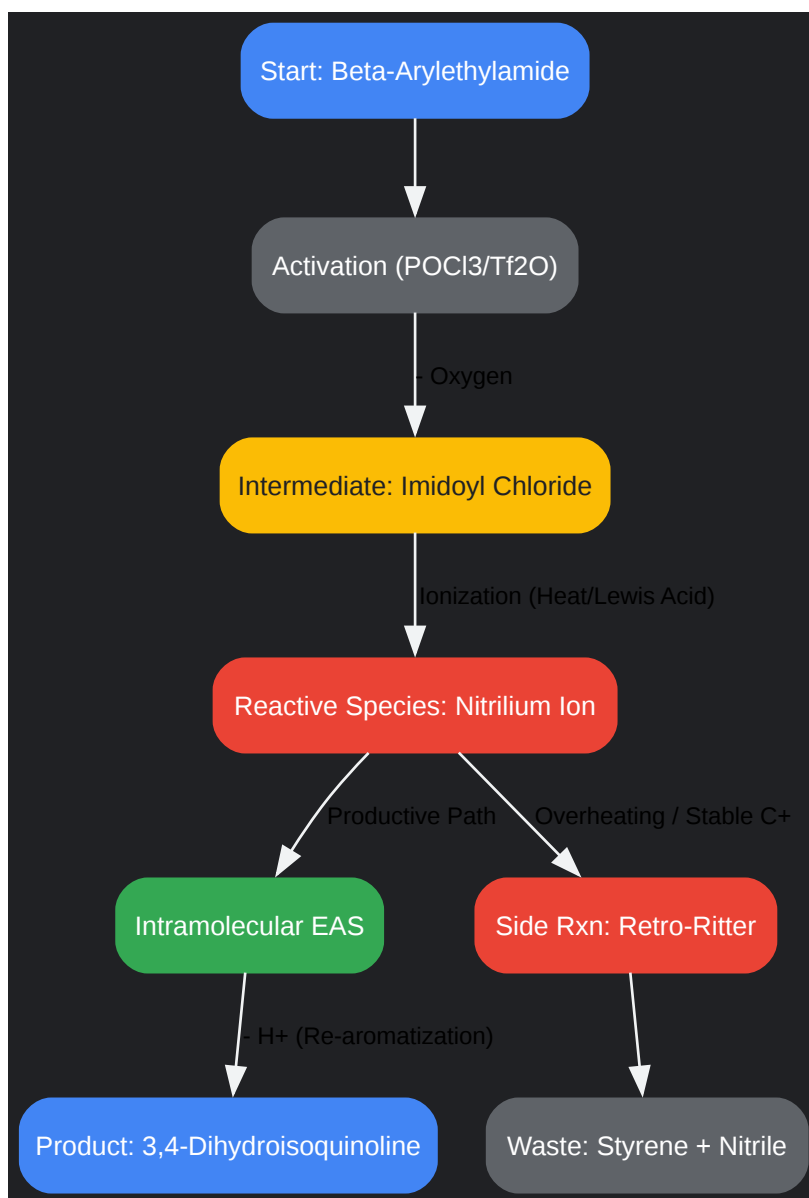 Start: Beta-Arylethylamide
Activation (POCl3/Tf2O)
- Oxygen
Intermediate: Imidoyl Chloride
Ionization (Heat/Lewis Acid)
Reactive Species: Nitrilium Ion
Productive Path
Overheating / Stable C+
Intramolecular EAS
Side Rxn: Retro-Ritter
- H+ (Re-aromatization)
Product: 3,4-Dihydroisoquinoline
Waste: Styrene + Nitrile